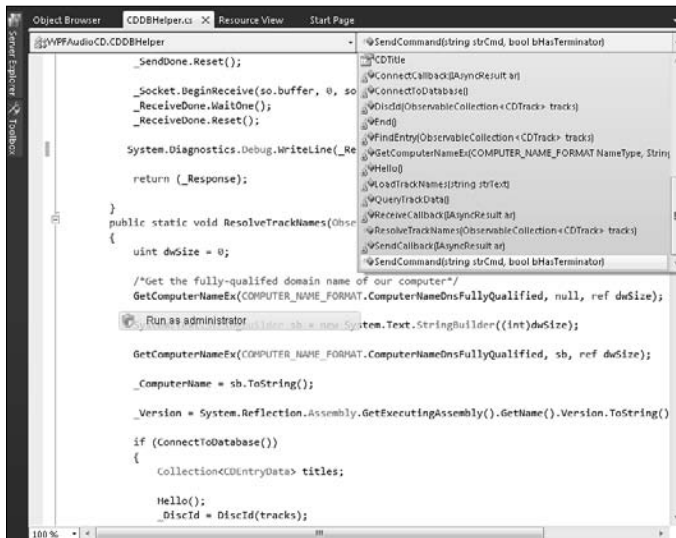 Object Browser CDDBHelper.cs X Resource View Start Page
Server Explorer
Toolbox
WPFAudioCD.CDDBHelper
SendCommand(string strCmd, bool bHasTerminator)
CDTitle
ConnectCallback(IAsyncResult ar)
ConnectToDatabase()
DiscId(ObservableCollection<CDTrack> tracks)
End()
FindEntry(ObservableCollection<CDTrack> tracks)
GetComputerNameEx(COMPUTER_NAME_FORMAT NameType, String
Hello()
LoadTrackNames(string strText)
QueryTrackData()
ReceiveCallback(IAsyncResult ar)
ResolveTrackNames(ObservableCollection<CDTrack> tracks)
SendCallback(IAsyncResult ar)
SendCommand(string strCmd, bool bHasTerminator)
_SendDone.Reset();
_Socket.BeginReceive(so.buffer, 0, so
_ReceiveDone.WaitOne();
_ReceiveDone.Reset();
System.Diagnostics.Debug.WriteLine(_Re
return (_Response);
}
public static void ResolveTrackNames(Obse
{
uint dwSize = 0;
/*Get the fully-qualifed domain name of our computer*/
GetComputerNameEx(COMPUTER_NAME_FORMAT.ComputerNameDnsFullyQualified, null, ref dwSize);
Run as administrator
sb = new System.Text.StringBuilder((int)dwSize);
GetComputerNameEx(COMPUTER_NAME_FORMAT.ComputerNameDnsFullyQualified, sb, ref dwSize);
_ComputerName = sb.ToString();
_Version = System.Reflection.Assembly.GetExecutingAssembly().GetName().Version.ToString()
if (ConnectToDatabase())
{
Collection<CDEntryData> titles;
Hello();
_DiscId = DiscId(tracks);
100 %